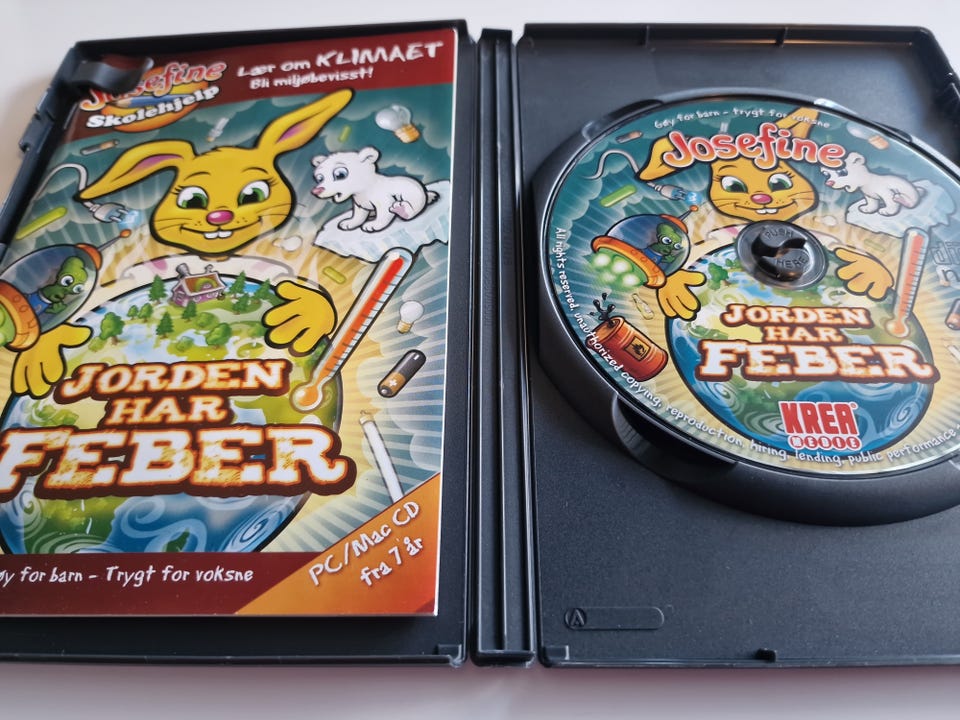 Josefine
Skolehjelp
Lær om KLIMAET
Bli miljøbevisst!
JORDEN
HAR
FEBER
PC/Mac CD
fra 7 år
for barn - Trygt for voksne
Gøy for barn - trygt for voksne
Josefine
PUSH
HERE
JORDEN
HAR
FEBER
KREA
MEDIE
All rights reserved, unauthorized copying, reproduction, hiring, lending, public performance
A